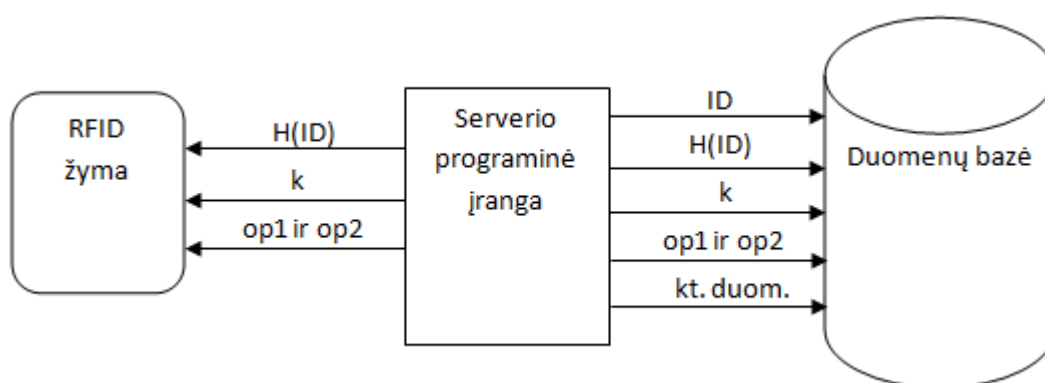 RFID
žyma
H(ID)
k
op1 ir op2
Serverio
programinė
įranga
ID
H(ID)
k
op1 ir op2
kt. duom.
Duomenų bazė